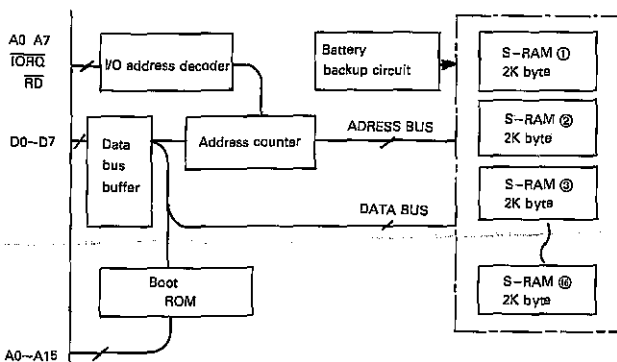 A0 A7
IORQ
RD
I/O address decoder
Battery
backup circuit
S-RAM ①
2K byte
D0~D7
Data
bus
buffer
Address counter
ADRESS BUS
S-RAM ②
2K byte
S-RAM ③
2K byte
DATA BUS
Boot
ROM
S-RAM ⑯
2K byte
A0~A15